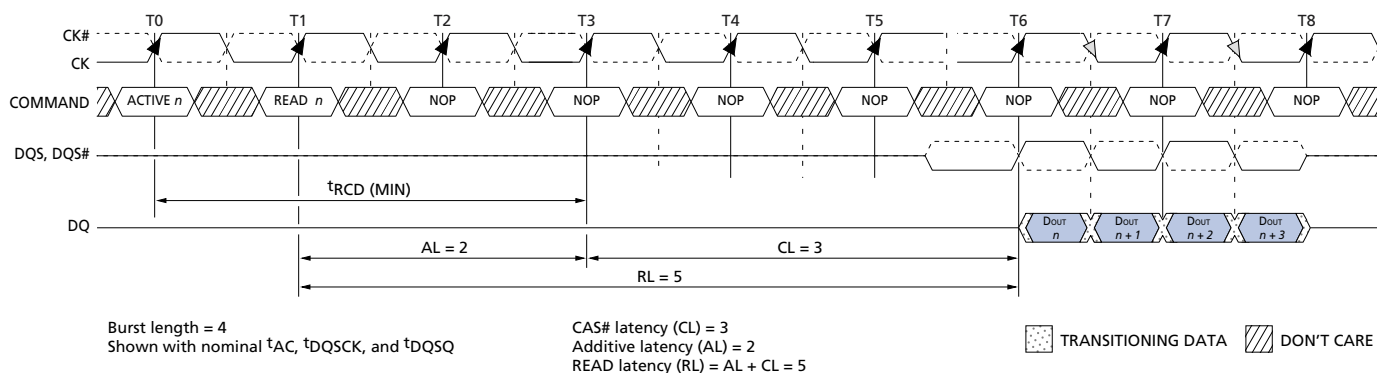 T0 T1 T2 T3 T4 T5 T6 T7 T8
CK#
CK
COMMAND ACTIVE n READ n NOP NOP NOP NOP NOP NOP NOP
DQS, DQS#
tRCD (MIN)
DQ DOUT n DOUT n + 1 DOUT n + 2 DOUT n + 3
AL = 2 CL = 3
RL = 5
Burst length = 4
Shown with nominal tAC, tDQSCK, and tDQSQ
CAS# latency (CL) = 3
Additive latency (AL) = 2
READ latency (RL) = AL + CL = 5
TRANSITIONING DATA DON'T CARE